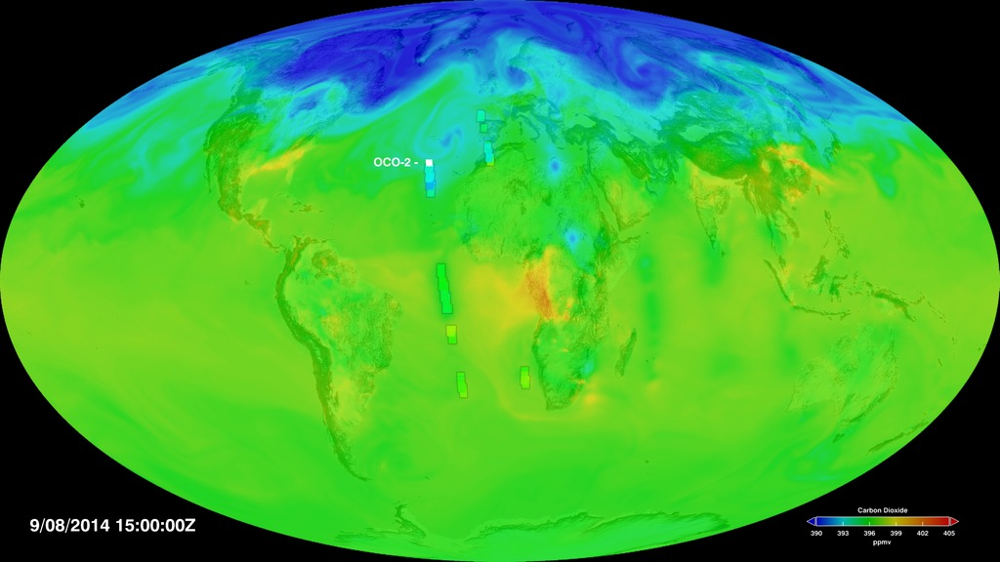 OCO-2 -
9/08/2014 15:00:00Z
Carbon Dioxide
390 393 396 399 402 405
ppmv